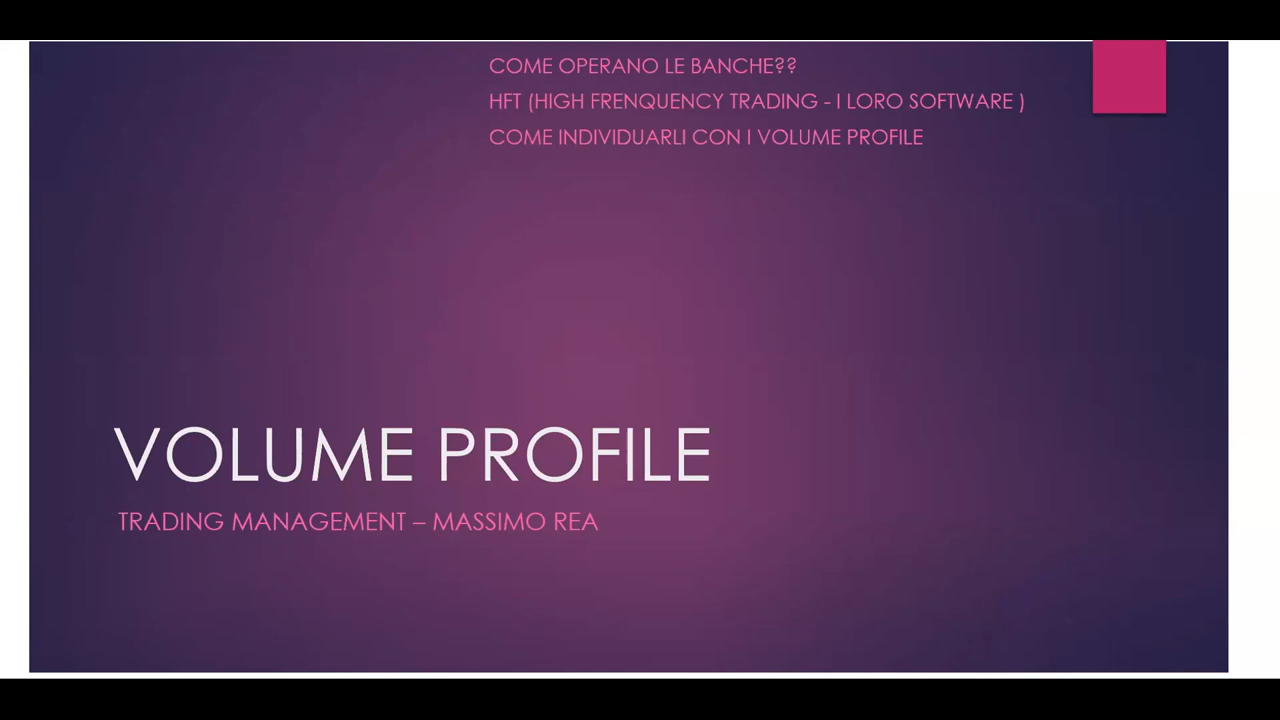 COME OPERANO LE BANCHE??
HFT (HIGH FRENQUENCY TRADING - I LORO SOFTWARE )
COME INDIVIDUARLI CON I VOLUME PROFILE
VOLUME PROFILE
TRADING MANAGEMENT – MASSIMO REA